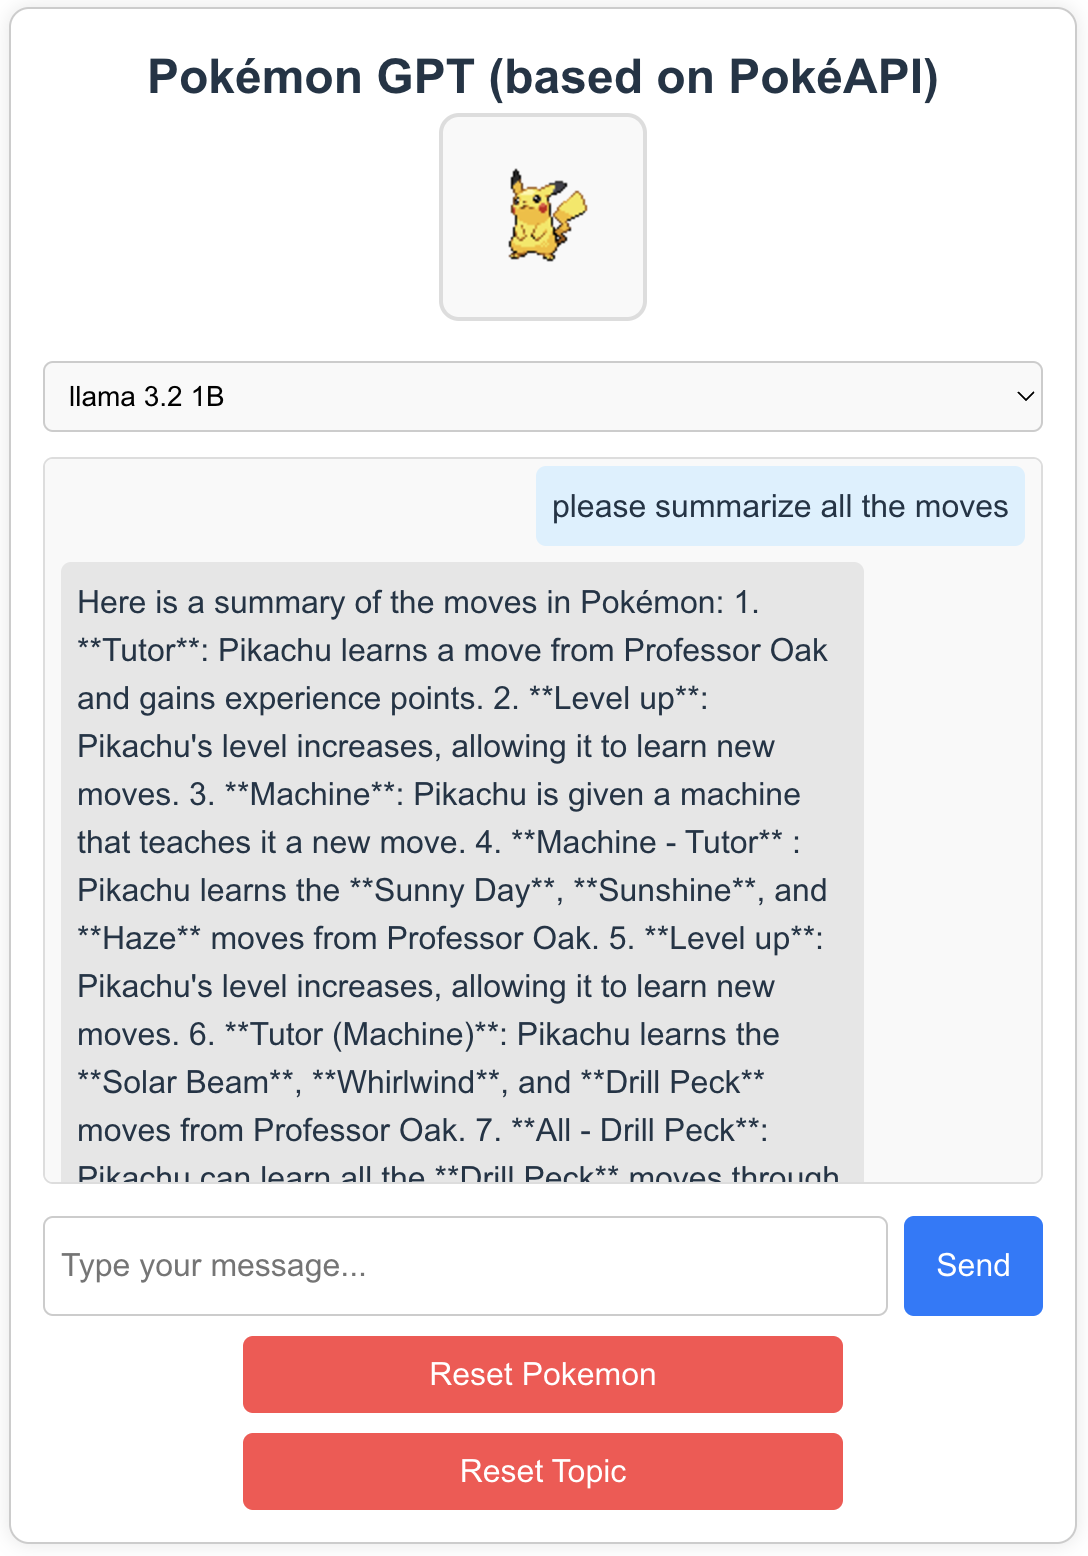 Pokémon GPT (based on PokéAPI)
llama 3.2 1B
please summarize all the moves
Here is a summary of the moves in Pokémon: 1.
**Tutor**: Pikachu learns a move from Professor Oak
and gains experience points. 2. **Level up**:
Pikachu's level increases, allowing it to learn new
moves. 3. **Machine**: Pikachu is given a machine
that teaches it a new move. 4. **Machine - Tutor** :
Pikachu learns the **Sunny Day**, **Sunshine**, and
**Haze** moves from Professor Oak. 5. **Level up**:
Pikachu's level increases, allowing it to learn new
moves. 6. **Tutor (Machine)**: Pikachu learns the
**Solar Beam**, **Whirlwind**, and **Drill Peck**
moves from Professor Oak. 7. **All - Drill Peck**:
Pikachu can learn all the **Drill Peck** moves through
Type your message...
Send
Reset Pokemon
Reset Topic